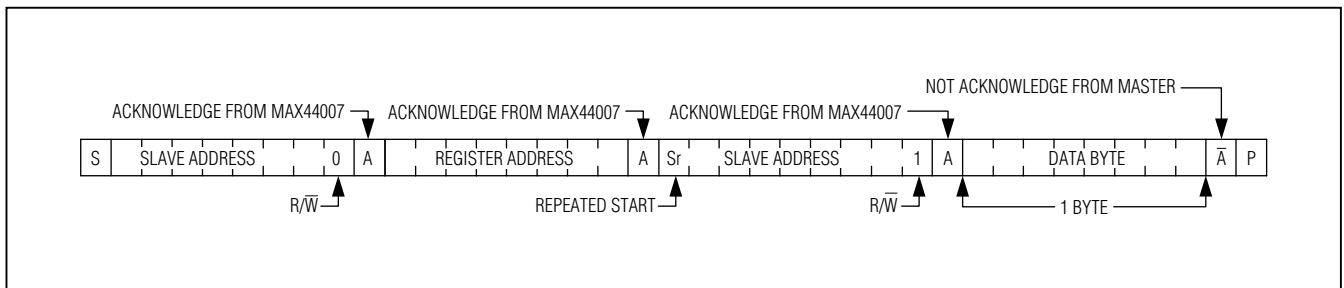 NOT ACKNOWLEDGE FROM MASTER
ACKNOWLEDGE FROM MAX44007 ACKNOWLEDGE FROM MAX44007 ACKNOWLEDGE FROM MAX44007
S SLAVE ADDRESS 0 A REGISTER ADDRESS A Sr SLAVE ADDRESS 1 A DATA BYTE A̅ P
R/W̅ REPEATED START R/W̅ 1 BYTE